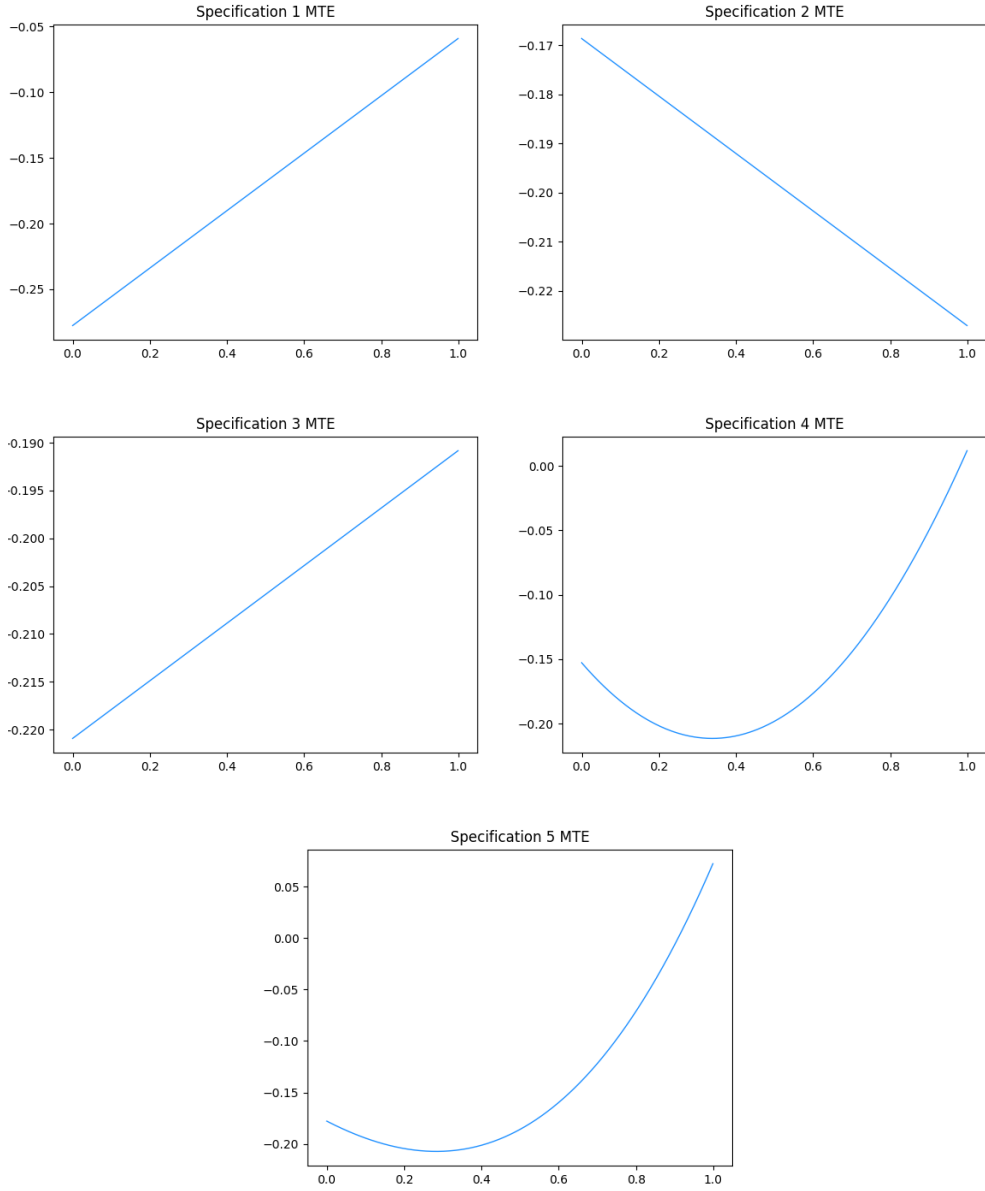 Specification 1 MTE
−0.05
−0.10
−0.15
−0.20
−0.25
0.0 0.2 0.4 0.6 0.8 1.0
Specification 2 MTE
−0.17
−0.18
−0.19
−0.20
−0.21
−0.22
0.0 0.2 0.4 0.6 0.8 1.0
Specification 3 MTE
-0.190
-0.195
-0.200
-0.205
-0.210
-0.215
-0.220
0.0 0.2 0.4 0.6 0.8 1.0
Specification 4 MTE
0.00
−0.05
−0.10
−0.15
−0.20
0.0 0.2 0.4 0.6 0.8 1.0
Specification 5 MTE
0.05
0.00
−0.05
−0.10
−0.15
−0.20
0.0 0.2 0.4 0.6 0.8 1.0